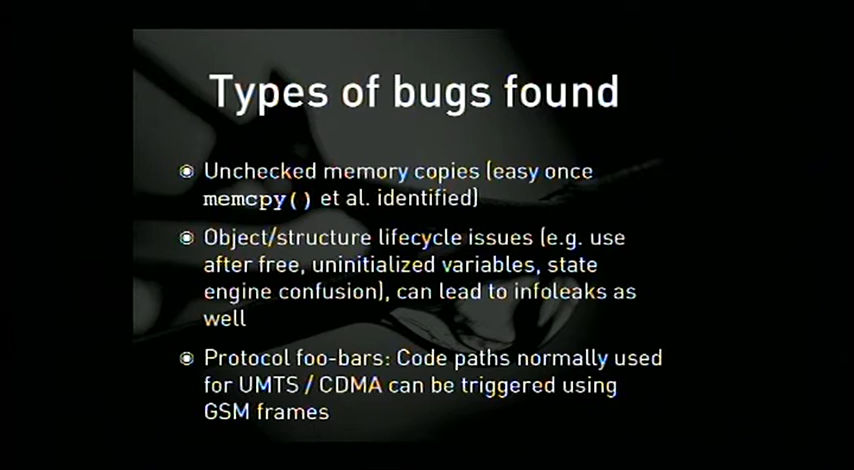 Types of bugs found
Unchecked memory copies (easy once
memcpy() et al. identified)
Object/structure lifecycle issues (e.g. use
after free, uninitialized variables, state
engine confusion), can lead to infoleaks as
well
Protocol foo-bars: Code paths normally used
for UMTS / CDMA can be triggered using
GSM frames